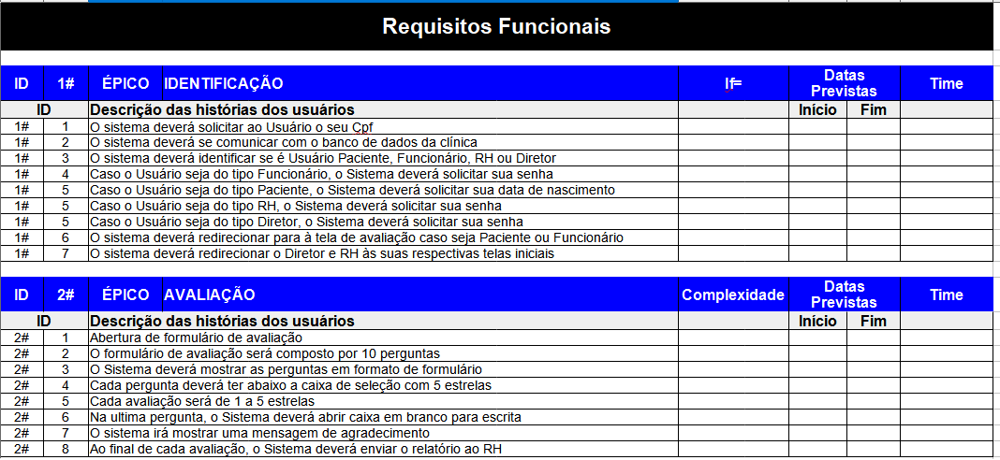 Requisitos Funcionais
ID 1# ÉPICO IDENTIFICAÇÃO If= Datas Previstas Time
ID Descrição das histórias dos usuários Início Fim
1# 1 O sistema deverá solicitar ao Usuário o seu Cpf
1# 2 O sistema deverá se comunicar com o banco de dados da clínica
1# 3 O sistema deverá identificar se é Usuário Paciente, Funcionário, RH ou Diretor
1# 4 Caso o Usuário seja do tipo Funcionário, o Sistema deverá solicitar sua senha
1# 5 Caso o Usuário seja do tipo Paciente, o Sistema deverá solicitar sua data de nascimento
1# 5 Caso o Usuário seja do tipo RH, o Sistema deverá solicitar sua senha
1# 5 Caso o Usuário seja do tipo Diretor, o Sistema deverá solicitar sua senha
1# 6 O sistema deverá redirecionar para à tela de avaliação caso seja Paciente ou Funcionário
1# 7 O sistema deverá redirecionar o Diretor e RH às suas respectivas telas iniciais
ID 2# ÉPICO AVALIAÇÃO Complexidade Datas Previstas Time
ID Descrição das histórias dos usuários Início Fim
2# 1 Abertura de formulário de avaliação
2# 2 O formulário de avaliação será composto por 10 perguntas
2# 3 O Sistema deverá mostrar as perguntas em formato de formulário
2# 4 Cada pergunta deverá ter abaixo a caixa de seleção com 5 estrelas
2# 5 Cada avaliação será de 1 a 5 estrelas
2# 6 Na ultima pergunta, o Sistema deverá abrir caixa em branco para escrita
2# 7 O sistema irá mostrar uma mensagem de agradecimento
2# 8 Ao final de cada avaliação, o Sistema deverá enviar o relatório ao RH